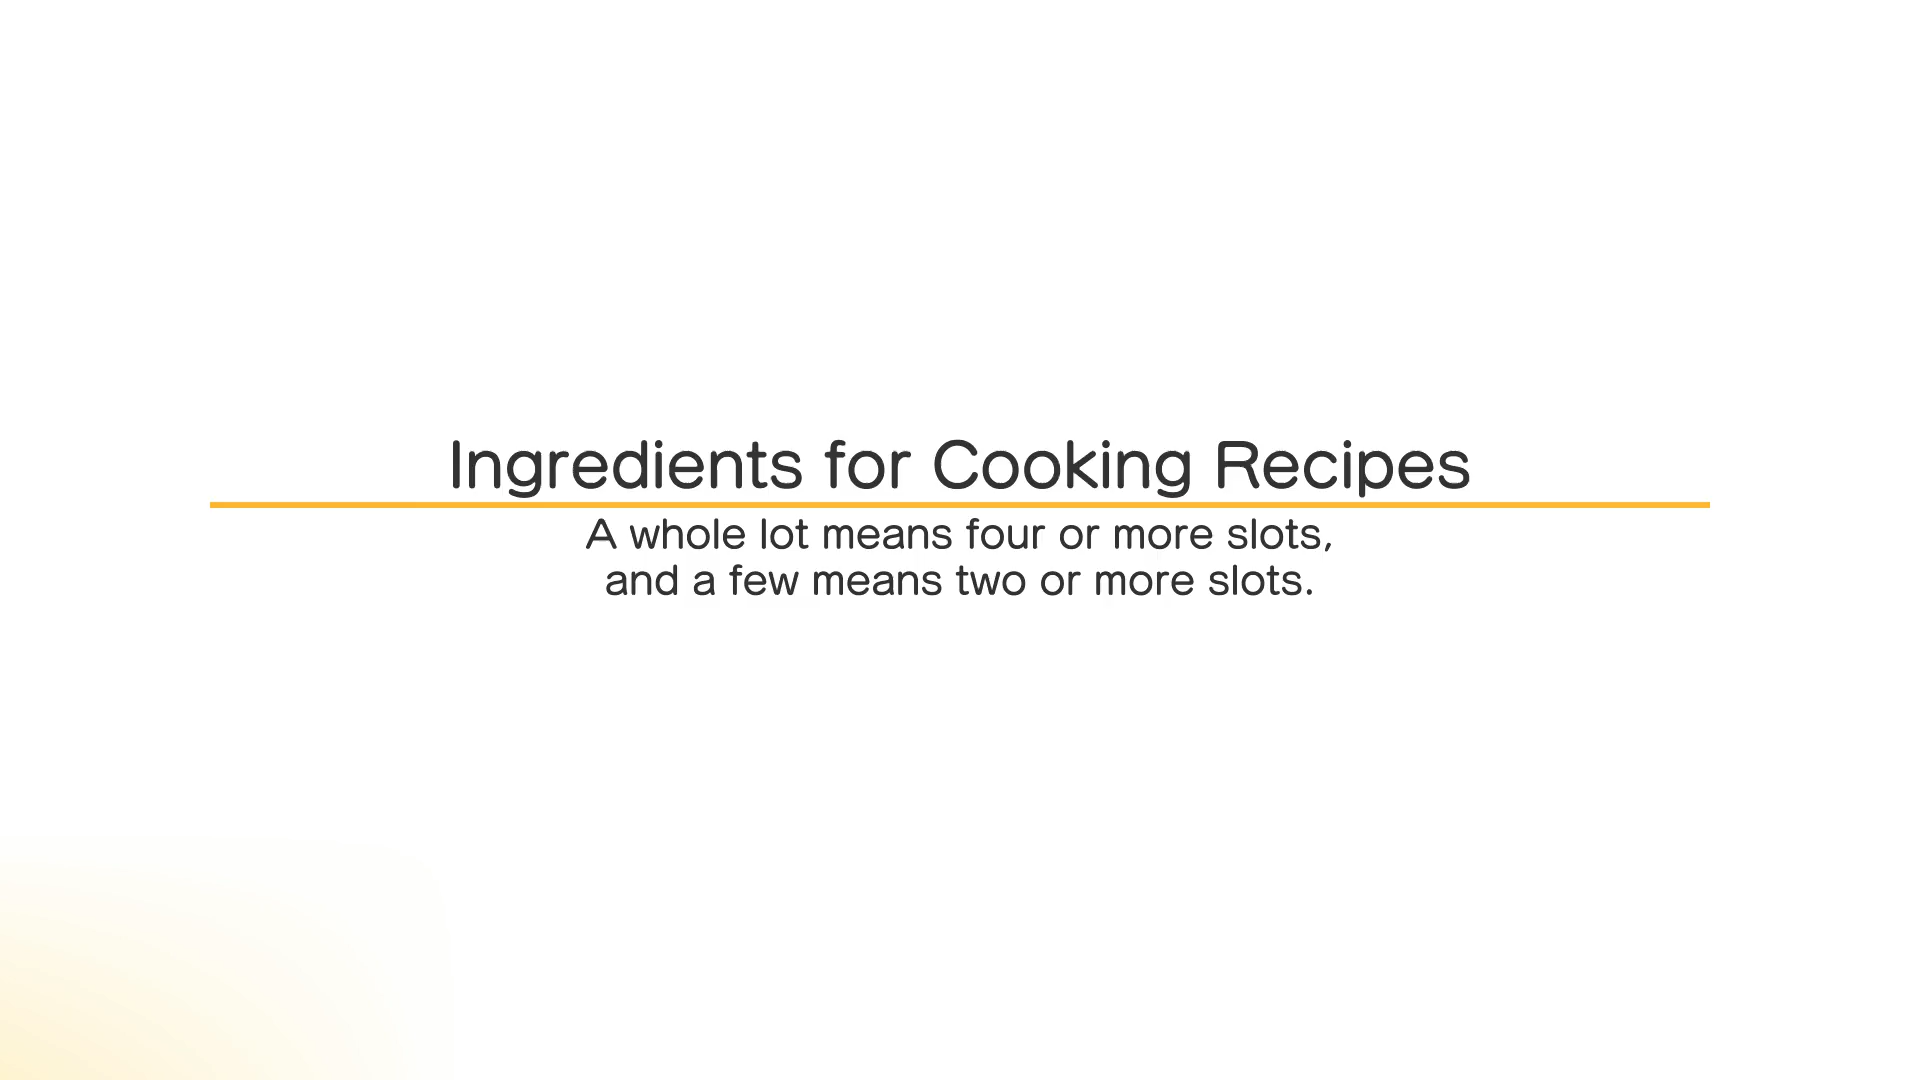 Ingredients for Cooking Recipes
A whole lot means four or more slots,
and a few means two or more slots.